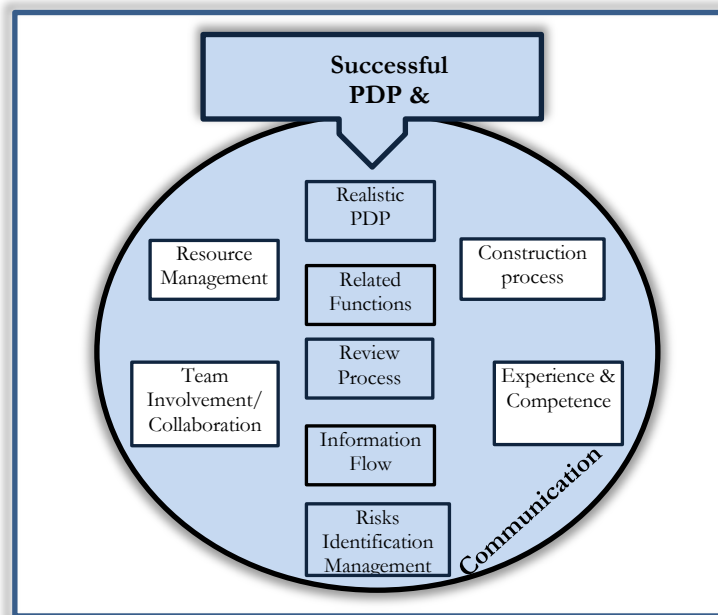 Successful
PDP &
Realistic
PDP
Resource
Management
Construction
process
Related
Functions
Review
Process
Team
Involvement/
Collaboration
Experience &
Competence
Information
Flow
Communication
Risks
Identification
Management